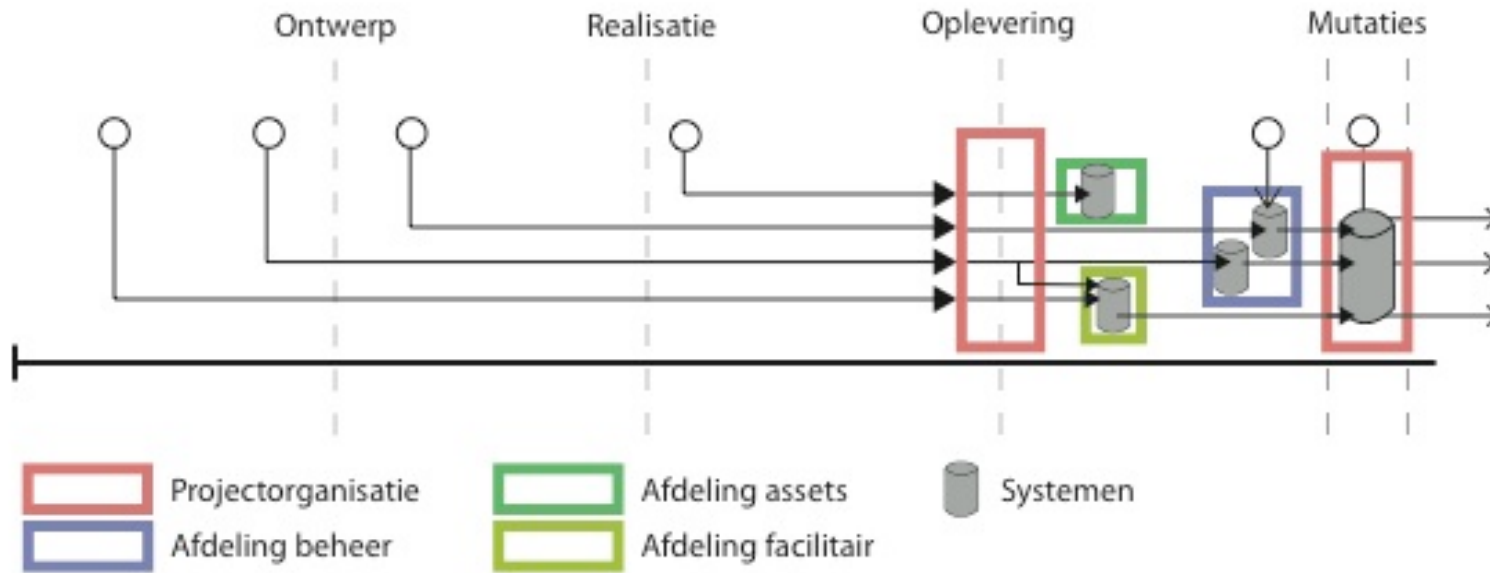 Ontwerp
Realisatie
Oplevering
Mutaties
Projectorganisatie
Afdeling assets
Systemen
Afdeling beheer
Afdeling facilitair